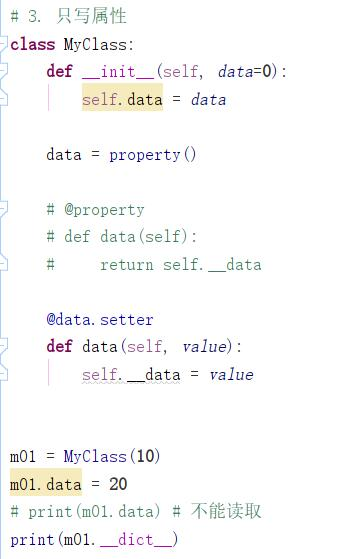 # 3. 只写属性
class MyClass:
    def __init__(self, data=0):
        self.data = data
    data = property()
    # @property
    # def data(self):
    #     return self.__data
    @data.setter
    def data(self, value):
        self.__data = value
m01 = MyClass(10)
m01.data = 20
# print(m01.data) # 不能读取
print(m01.__dict__)